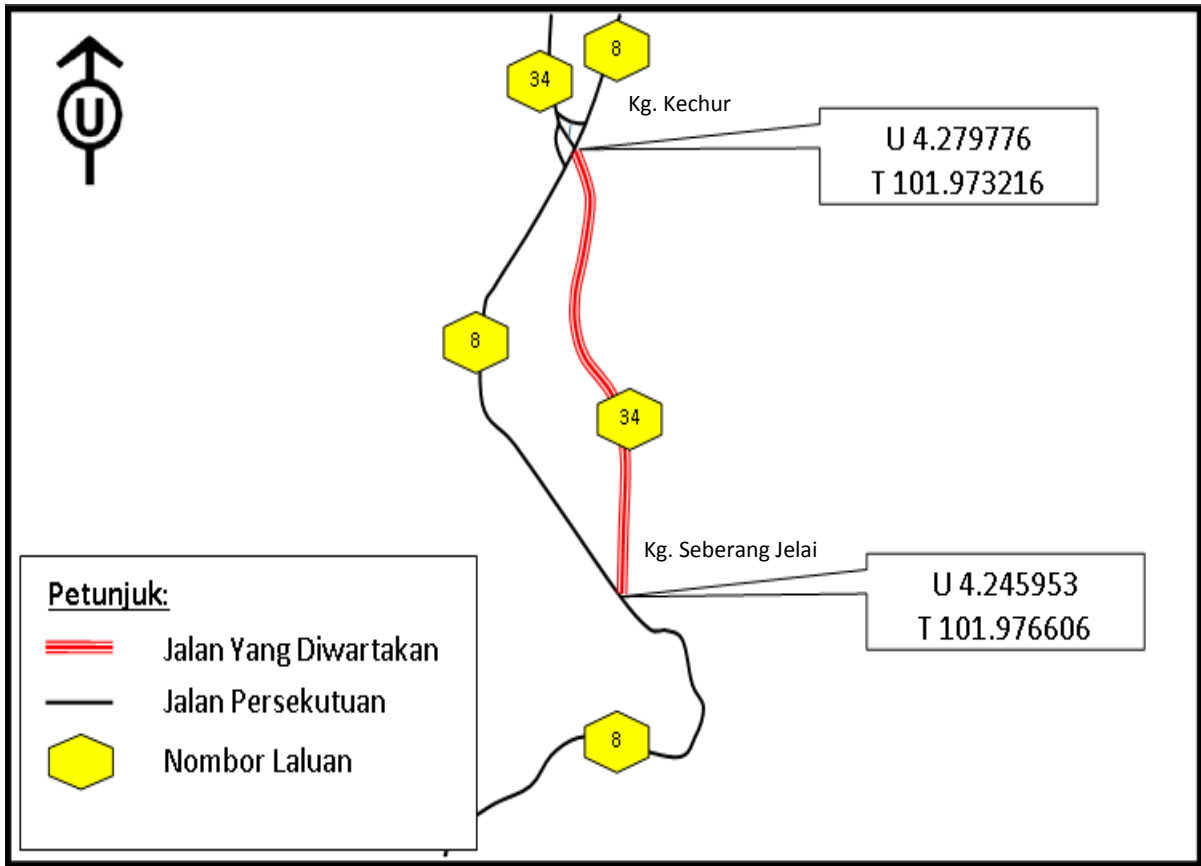 U
34
8
Kg. Kechur
U 4.279776
T 101.973216
8
34
Kg. Seberang Jelai
U 4.245953
T 101.976606
8
Petunjuk:
Jalan Yang Diwartakan
Jalan Persekutuan
Nombor Laluan